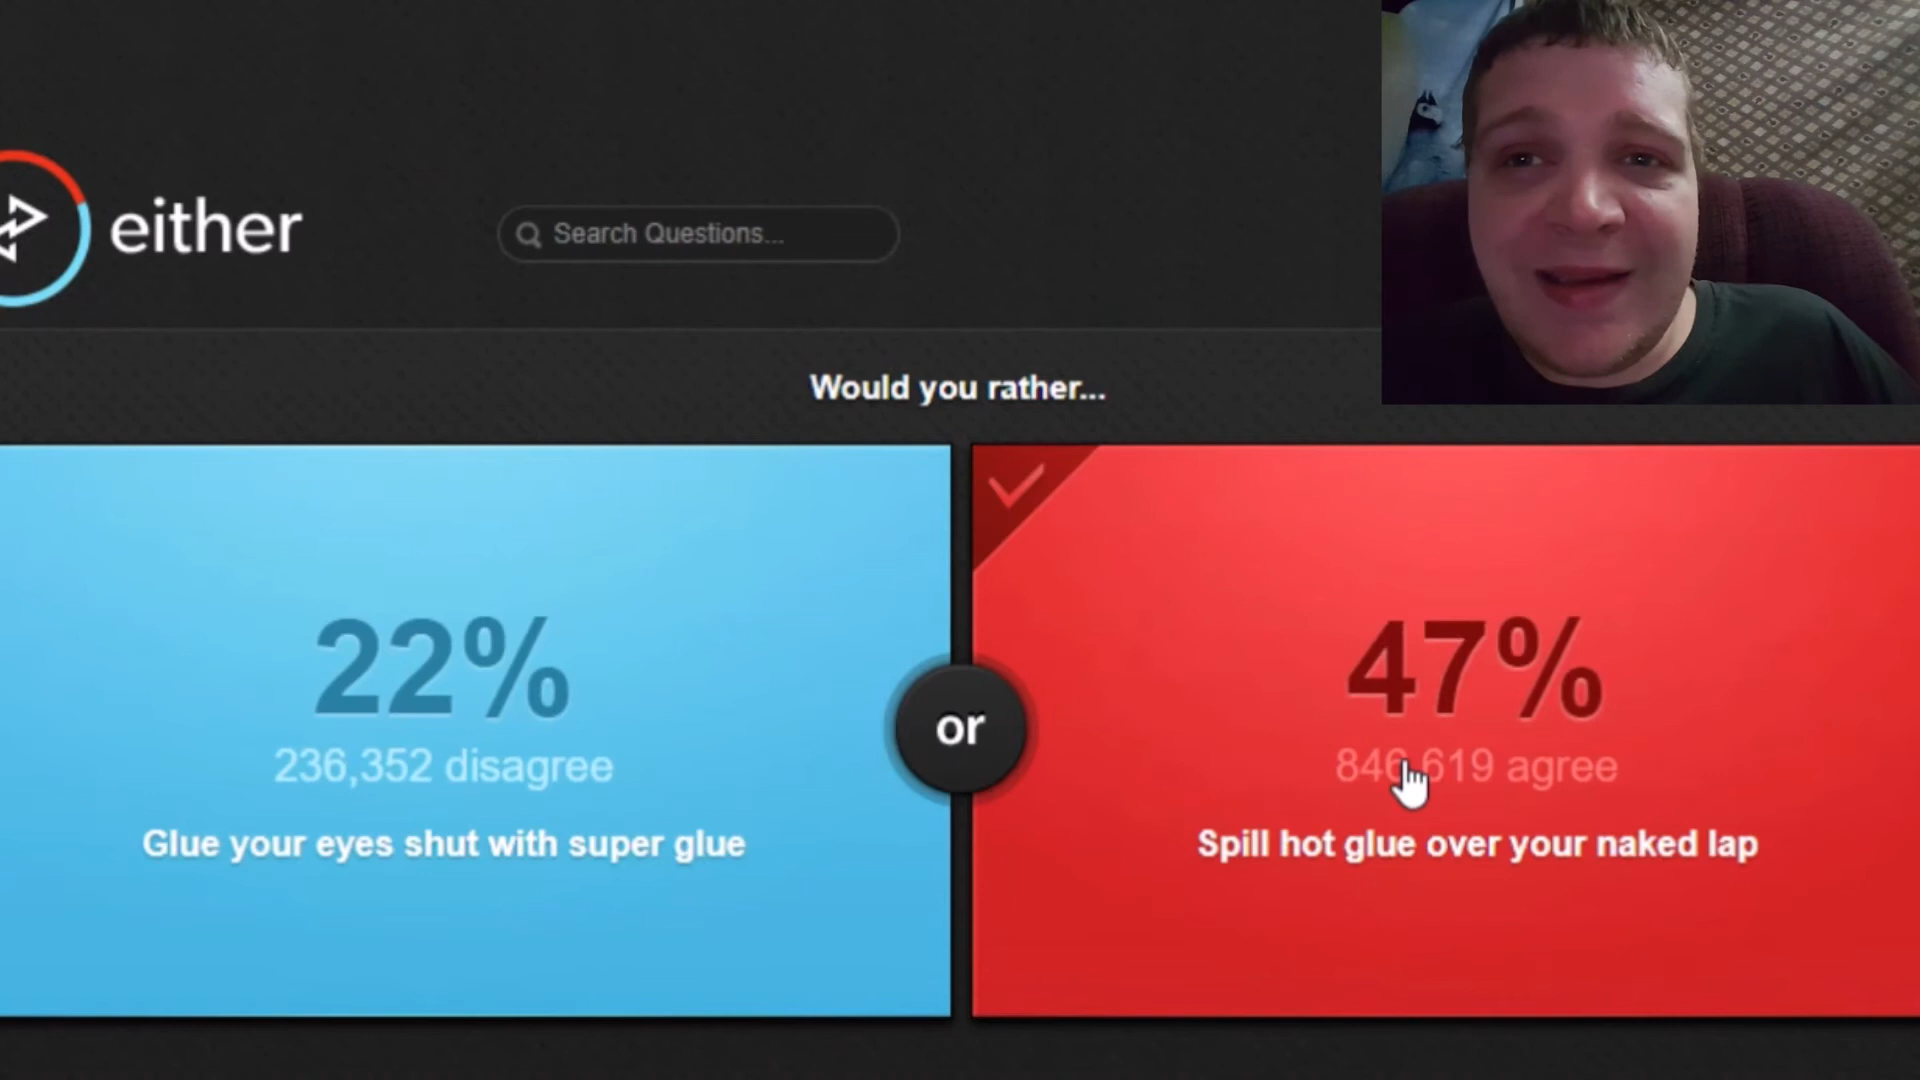 either
Search Questions...
Would you rather...
22%
236,352 disagree
Glue your eyes shut with super glue
or
47%
846,619 agree
Spill hot glue over your naked lap